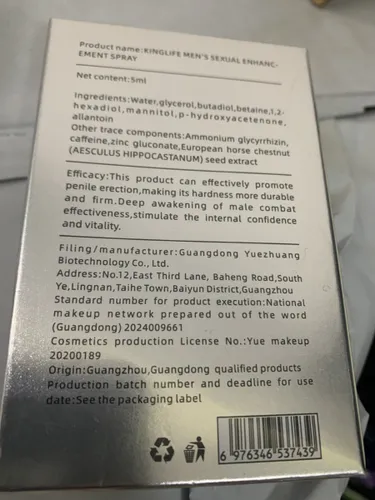 Product name:KINGLIFE MEN'S SEXUAL ENHANC-
EMENT SPRAY
Net content:5ml
Ingredients:Water,glycerol,butadiol,betaine,1,2-
hexadiol,mannitol,p-hydroxyacetenone,
allantoin
Other trace components:Ammonium glycyrrhizin,
caffeine,zinc gluconate,European horse chestnut
(AESCULUS HIPPOCASTANUM) seed extract
Efficacy:This product can effectively promote
penile erection,making its hardness more durable
and firm.Deep awakening of male combat
effectiveness,stimulate the internal confidence
and vitality.
Filing/manufacturer:Guangdong Yuezhuang
Biotechnology Co., Ltd.
Address:No.12,East Third Lane, Baheng Road,South
Ye,Lingnan,Taihe Town,Baiyun District,Guangzhou
Standard number for product execution:National
makeup network prepared out of the word
(Guangdong) 2024009661
Cosmetics production License No.:Yue makeup
20200189
Origin:Guangzhou,Guangdong qualified products
Production batch number and deadline for use
date:See the packaging label
6 976346 537439